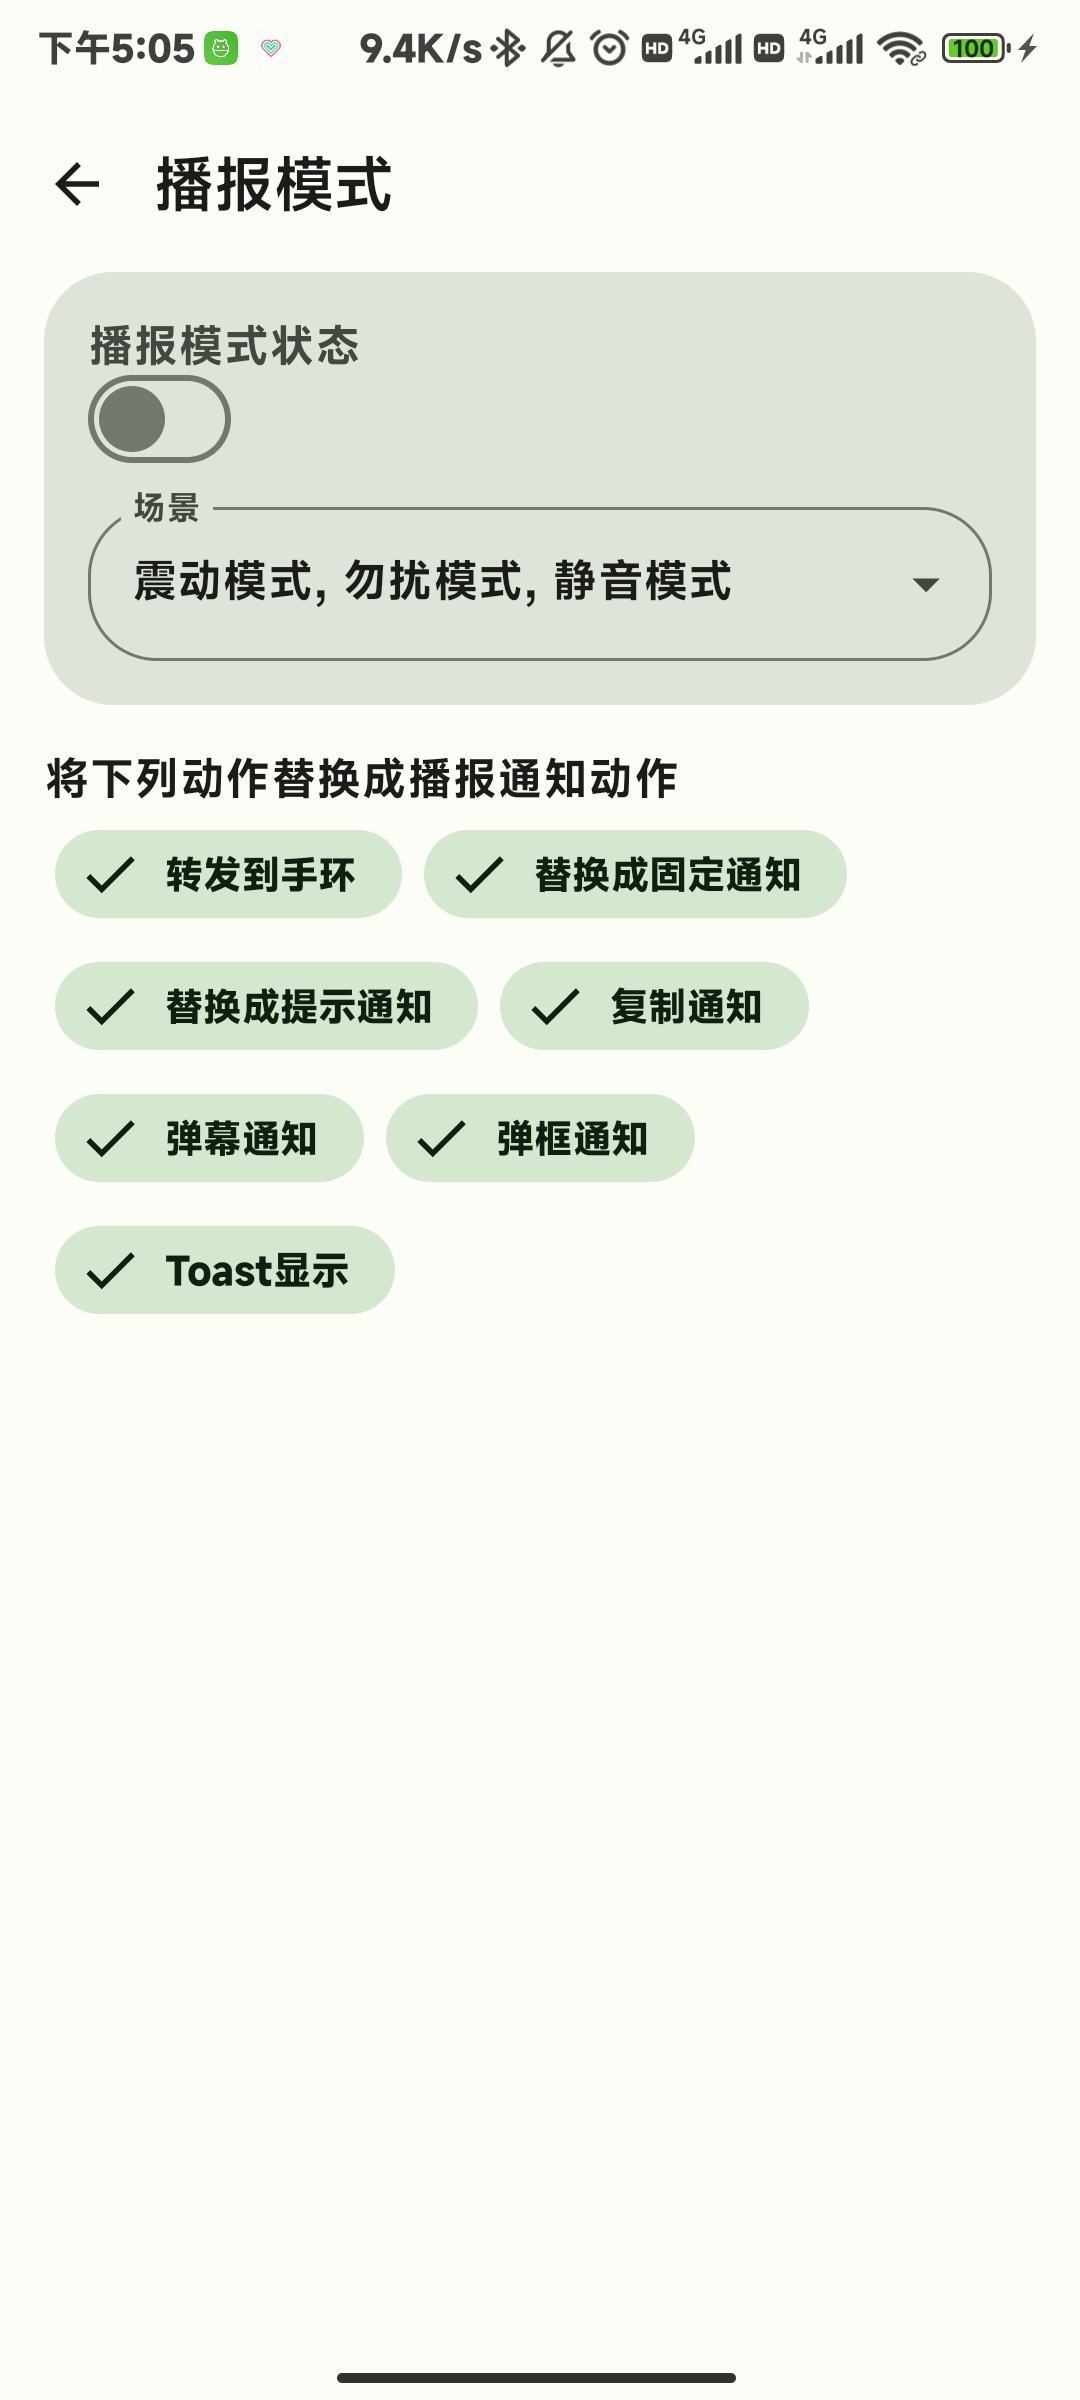 下午5:05 9.4K/s HD 4G HD 4G 100
播报模式
播报模式状态
场景
震动模式, 勿扰模式, 静音模式
将下列动作替换成播报通知动作
转发到手环 替换成固定通知
替换成提示通知 复制通知
弹幕通知 弹框通知
Toast显示